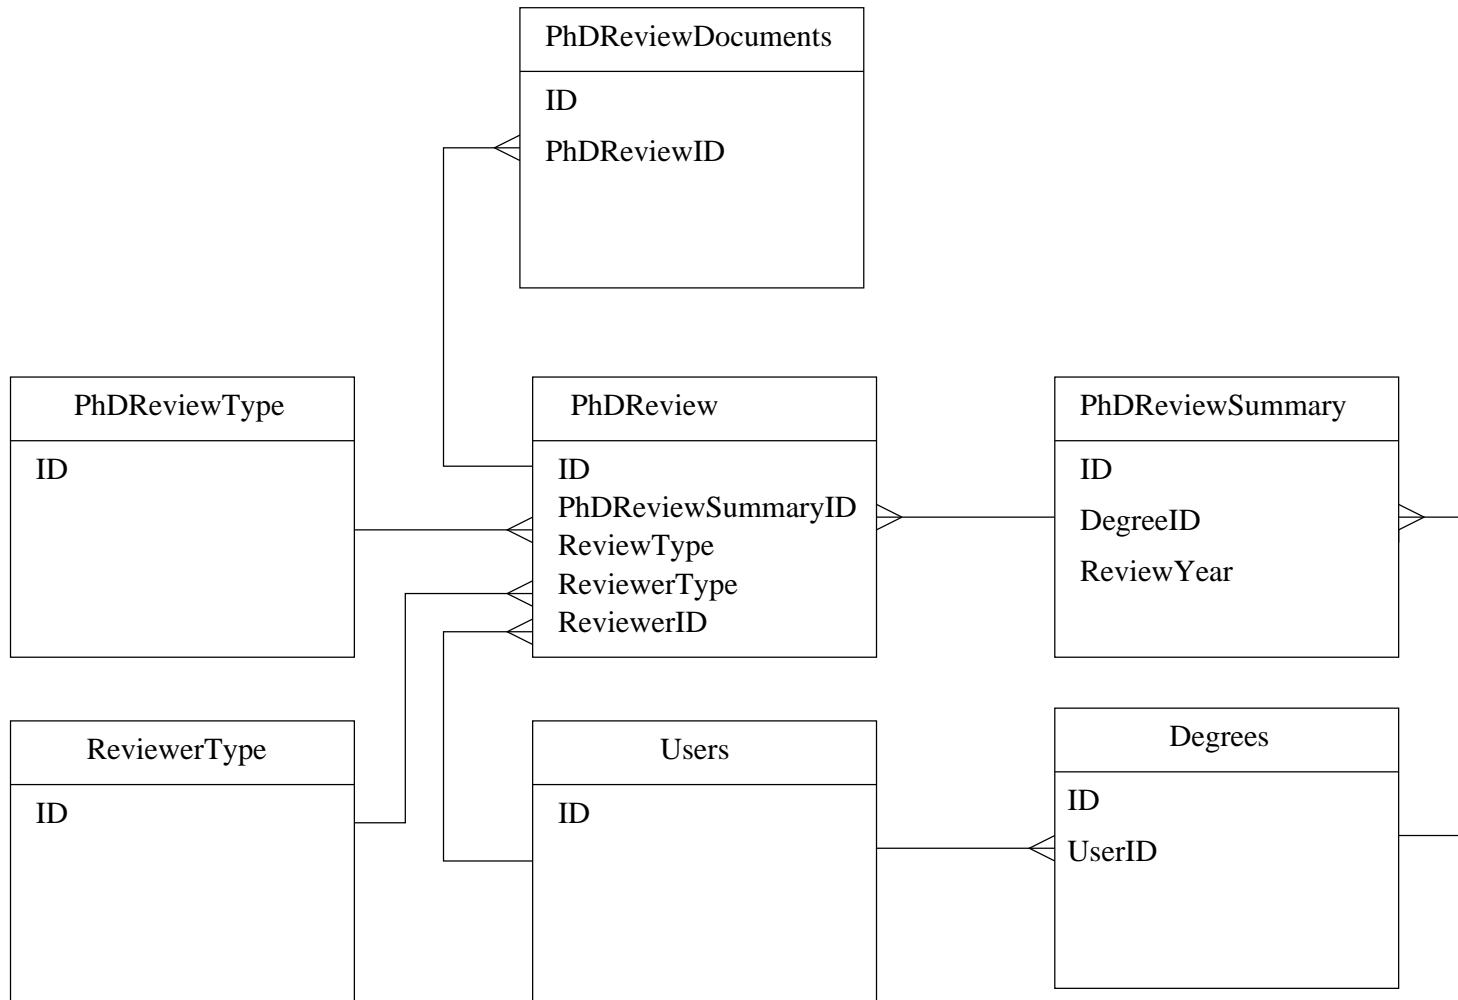 PhDReviewDocuments
ID
PhDReviewID
PhDReviewType
ID
PhDReview
ID
PhDReviewSummaryID
ReviewType
ReviewerType
ReviewerID
PhDReviewSummary
ID
DegreeID
ReviewYear
ReviewerType
ID
Users
ID
Degrees
ID
UserID